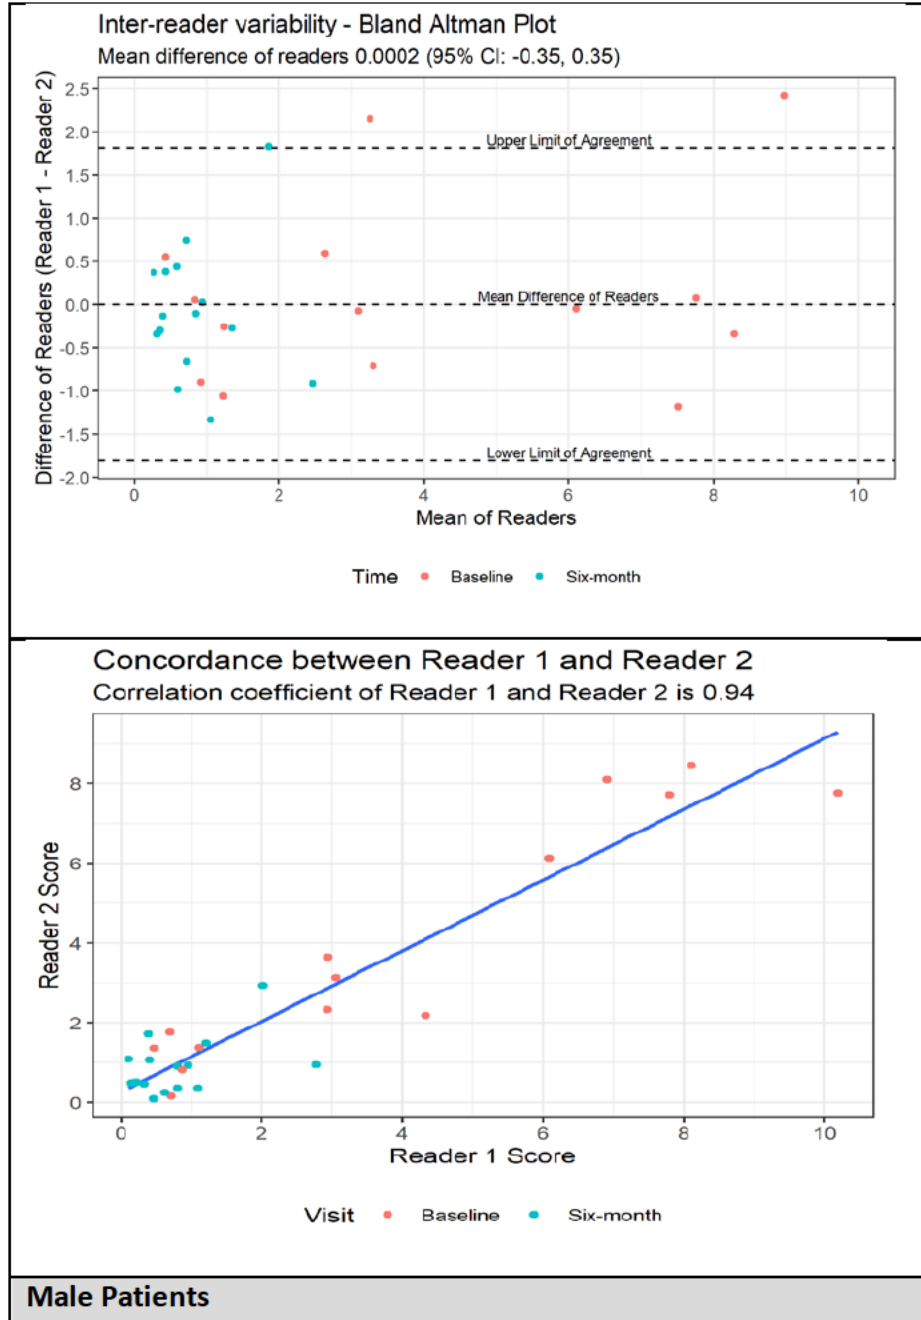 Inter-reader variability - Bland Altman Plot
Mean difference of readers 0.0002 (95% CI: -0.35, 0.35)
Difference of Readers (Reader 1 - Reader 2)
2.5
2.0
1.5
1.0
0.5
0.0
-0.5
-1.0
-1.5
-2.0
Upper Limit of Agreement
Mean Difference of Readers
Lower Limit of Agreement
0 2 4 6 8 10
Mean of Readers
Time Baseline Six-month
Concordance between Reader 1 and Reader 2
Correlation coefficient of Reader 1 and Reader 2 is 0.94
Reader 2 Score
8
6
4
2
0
0 2 4 6 8 10
Reader 1 Score
Visit Baseline Six-month
Male Patients